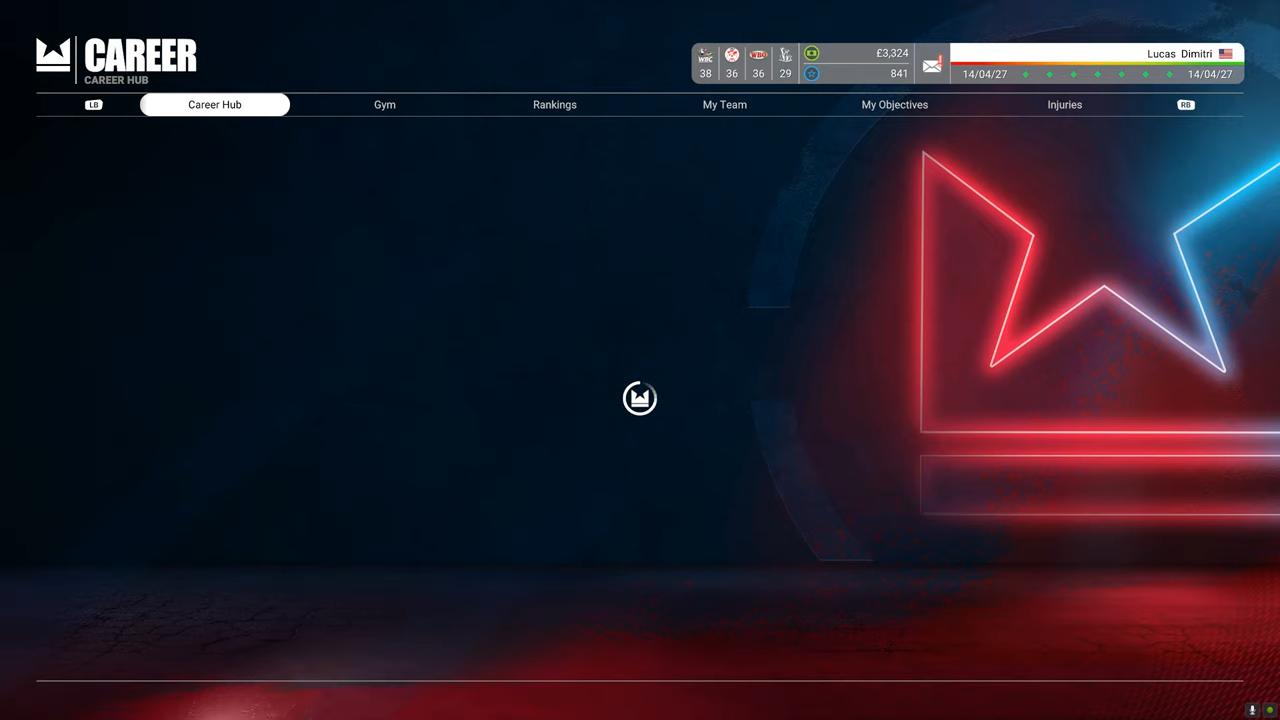 CAREER
CAREER HUB
WBC
WBO
38 36 36 29
£3,324
841
Lucas Dimitri
14/04/27 14/04/27
LB Career Hub Gym Rankings My Team My Objectives Injuries RB